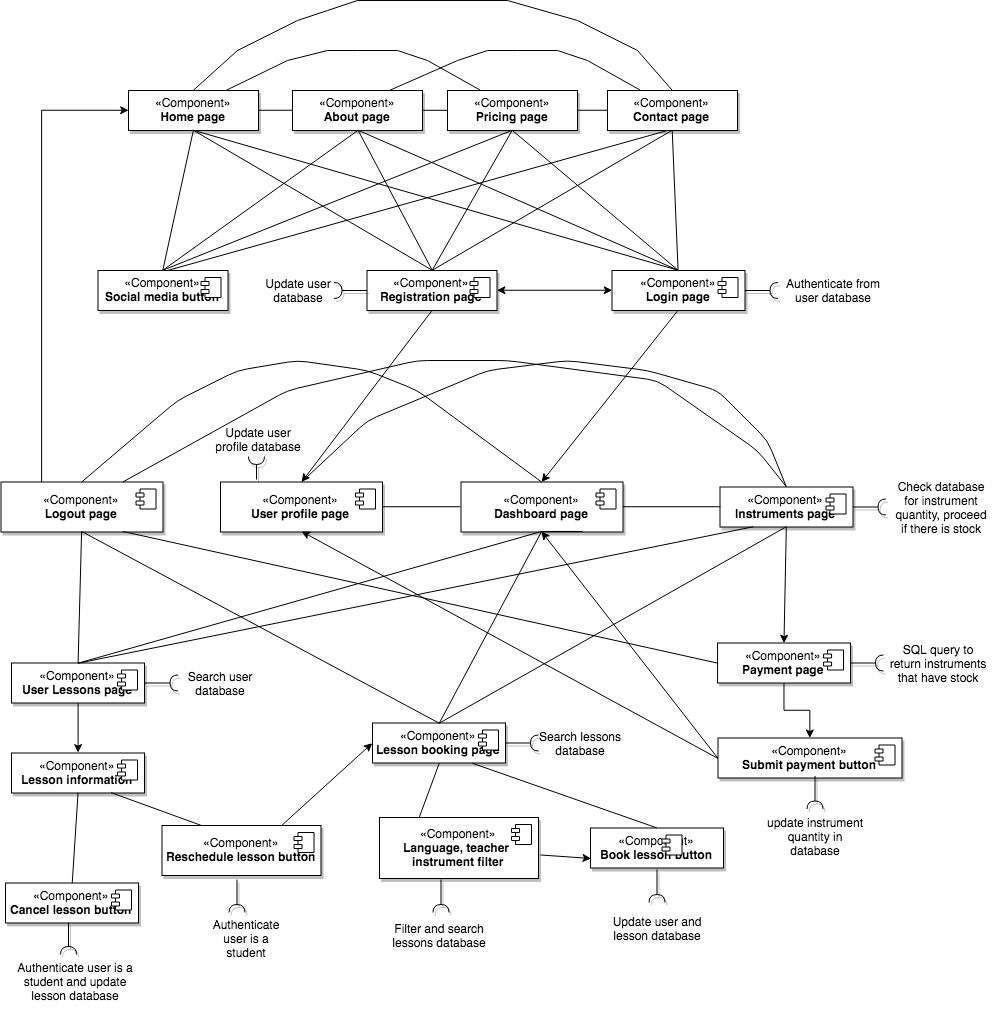 «Component»
Home page
«Component»
About page
«Component»
Pricing page
«Component»
Contact page
«Component»
Social media button
Update user
database
«Component»
Registration page
«Component»
Login page
Authenticate from
user database
Update user
profile database
«Component»
Logout page
«Component»
User profile page
«Component»
Dashboard page
«Component»
Instruments page
Check database
for instrument
quantity, proceed
if there is stock
«Component»
User Lessons page
Search user
database
«Component»
Payment page
SQL query to
return instruments
that have stock
«Component»
Lesson booking page
Search lessons
database
«Component»
Lesson information
«Component»
Submit payment button
update instrument
quantity in
database
«Component»
Reschedule lesson button
«Component»
Language, teacher
instrument filter
«Component»
Book lesson button
«Component»
Cancel lesson button
Authenticate
user is a
student
Filter and search
lessons database
Update user and
lesson database
Authenticate user is a
student and update
lesson database